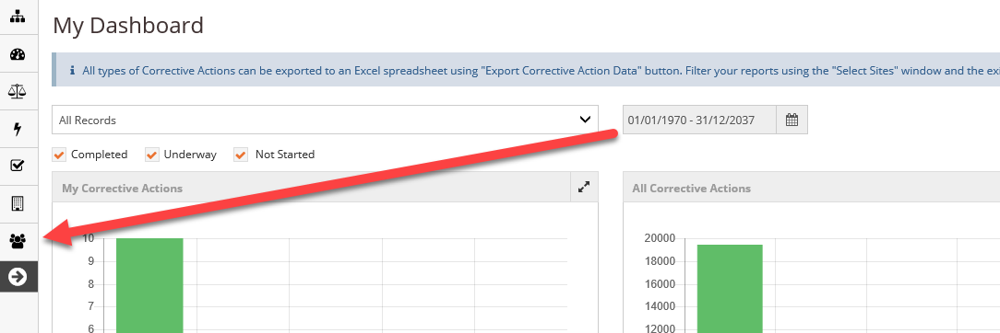 My Dashboard
i All types of Corrective Actions can be exported to an Excel spreadsheet using "Export Corrective Action Data" button. Filter your reports using the "Select Sites" window and the
All Records
01/01/1970 - 31/12/2037
Completed Underway Not Started
My Corrective Actions
All Corrective Actions
10
9
8
7
6
20000
18000
16000
14000
12000